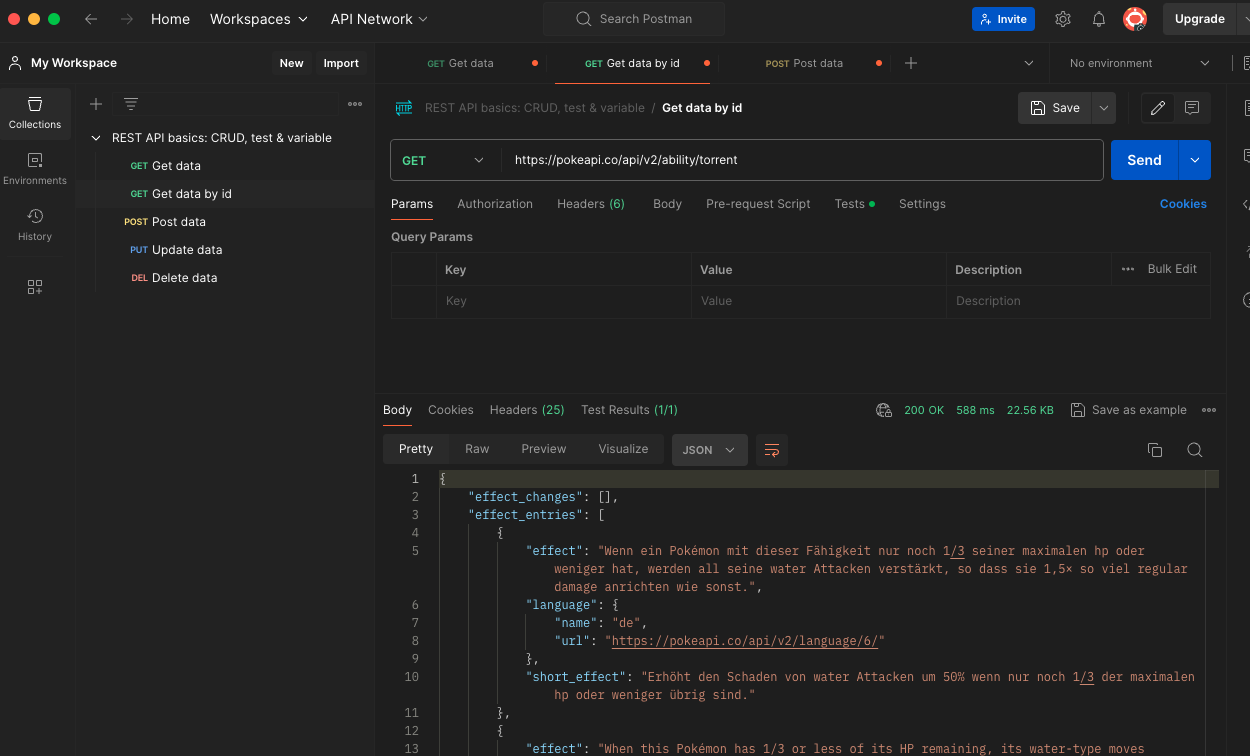 Home
Workspaces
API Network
Search Postman
Invite
Upgrade
My Workspace
New
Import
GET Get data
GET Get data by id
POST Post data
No environment
Collections
Environments
History
REST API basics: CRUD, test & variable
GET Get data
GET Get data by id
POST Post data
PUT Update data
DEL Delete data
HTTP
REST API basics: CRUD, test & variable / Get data by id
Save
GET
https://pokeapi.co/api/v2/ability/torrent
Send
Params
Authorization
Headers (6)
Body
Pre-request Script
Tests
Settings
Cookies
Query Params
Key
Value
Description
Bulk Edit
Key
Value
Description
Body
Cookies
Headers (25)
Test Results (1/1)
200 OK
588 ms
22.56 KB
Save as example
Pretty
Raw
Preview
Visualize
JSON
1 {
2 "effect_changes": [],
3 "effect_entries": [
4 {
5 "effect": "Wenn ein Pokémon mit dieser Fähigkeit nur noch 1/3 seiner maximalen hp oder
weniger hat, werden all seine water Attacken verstärkt, so dass sie 1,5× so viel regular
damage anrichten wie sonst.",
6 "language": {
7 "name": "de",
8 "url": "https://pokeapi.co/api/v2/language/6/"
9 },
10 "short_effect": "Erhöht den Schaden von water Attacken um 50% wenn nur noch 1/3 der maximalen
hp oder weniger übrig sind."
11 },
12 {
13 "effect": "When this Pokémon has 1/3 or less of its HP remaining, its water-type moves